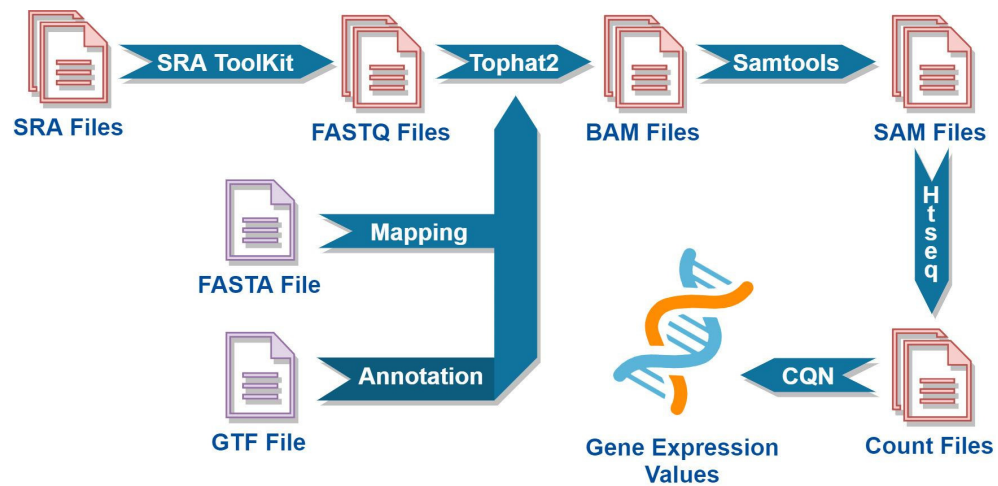 SRA ToolKit
Tophat2
Samtools
SRA Files
FASTQ Files
BAM Files
SAM Files
Mapping
FASTA File
Htseq
Annotation
GTF File
CQN
Gene Expression
Values
Count Files